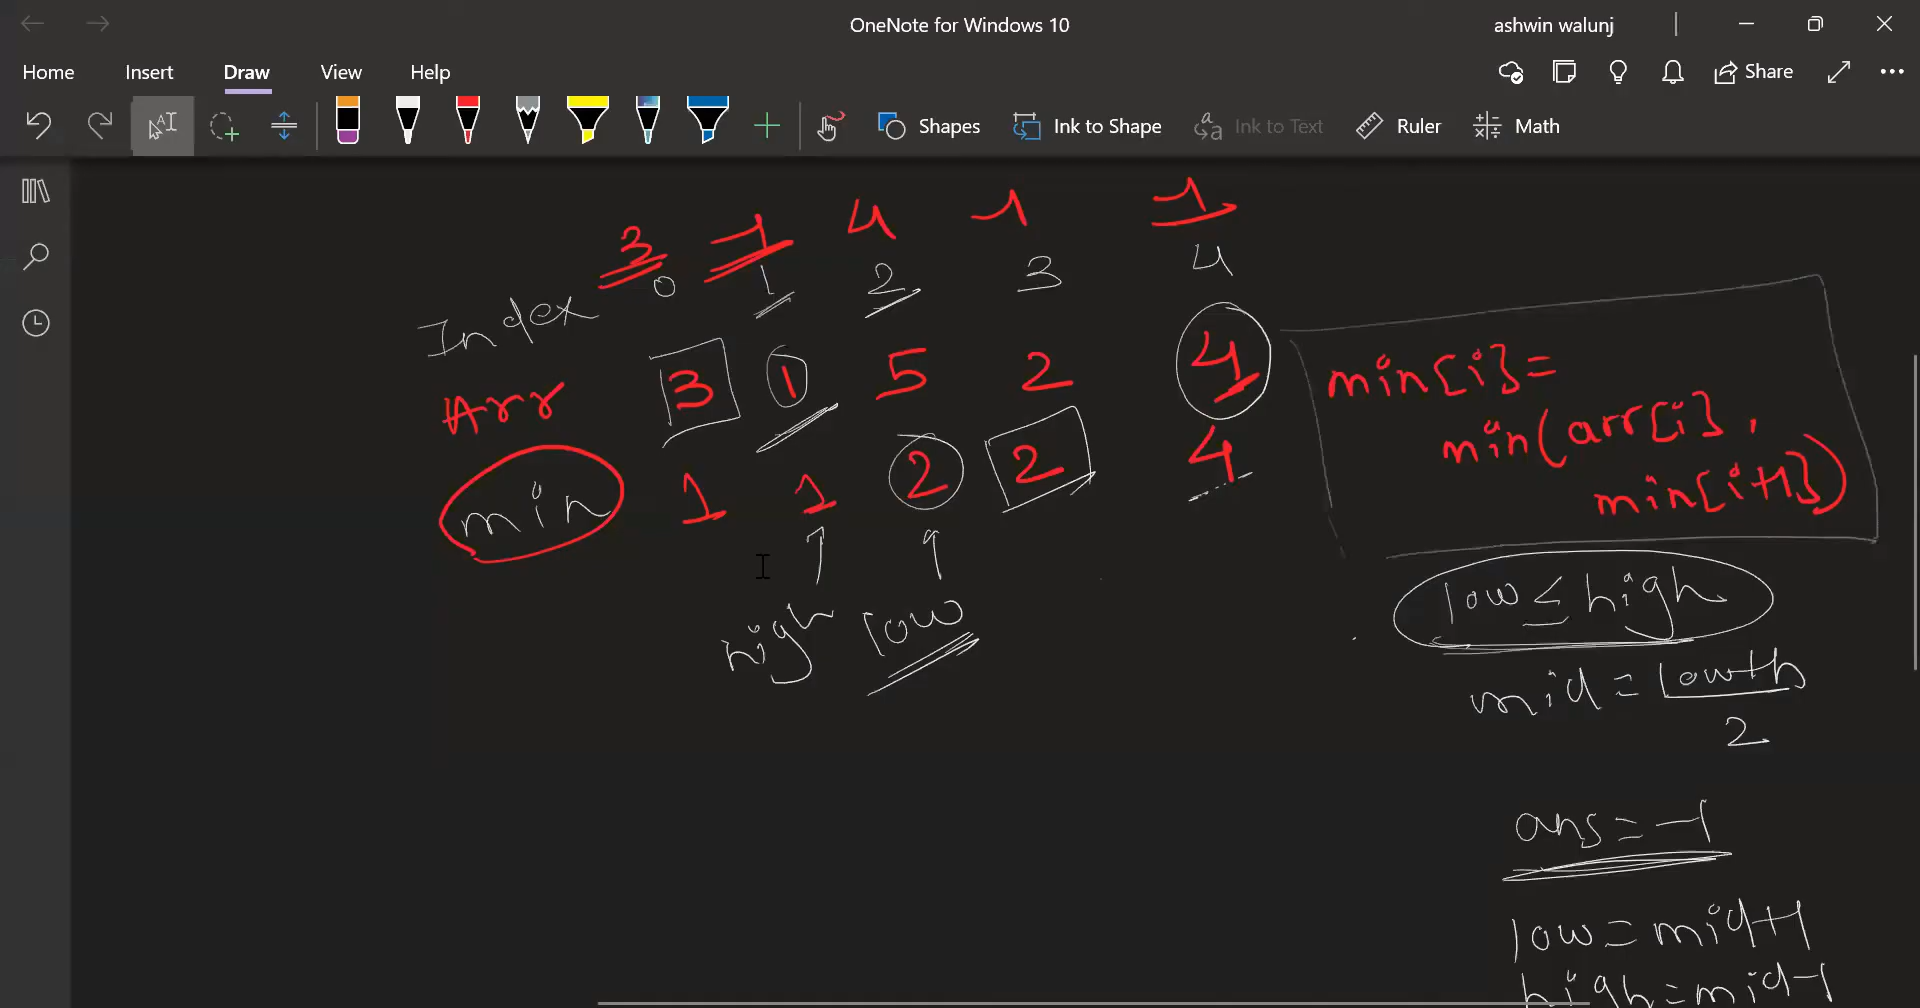 OneNote for Windows 10
ashwin walunj
Home Insert Draw View Help
Share
Shapes Ink to Shape Ink to Text Ruler Math
3 -1 4 -1 -1
Index 0 1 2 3 4
Arr 3 1 5 2 4
min 1 1 2 2 4
high low
min[i]=
min(arr[i],
min[i+1])
low ≤ high
mid = low+h
2
ans = -1
low = mid+1
high = mid-1